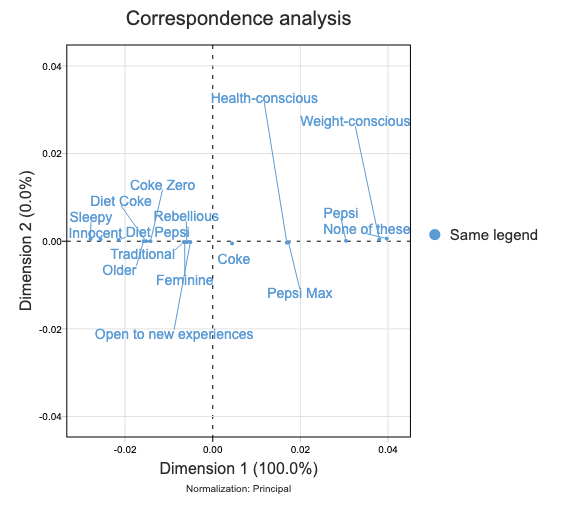 Correspondence analysis
0.04
Health-conscious
Weight-conscious
0.02
Coke Zero
Diet Coke
Sleepy
Rebellious
Pepsi
Innocent
Diet Pepsi
None of these
0.00
Traditional
Coke
Older
Feminine
Pepsi Max
-0.02
Open to new experiences
-0.04
-0.02
0.00
0.02
0.04
Dimension 2 (0.0%)
Dimension 1 (100.0%)
Normalization: Principal
Same legend